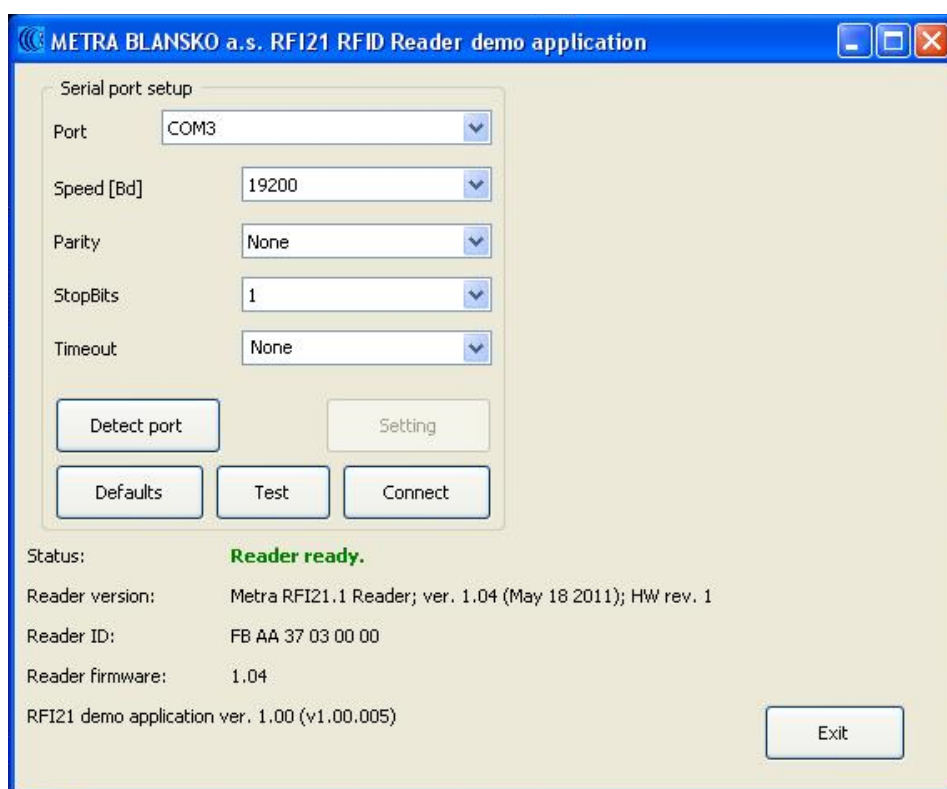 METRA BLANSKO a.s. RFI21 RFID Reader demo application
Serial port setup
Port COM3
Speed [Bd] 19200
Parity None
StopBits 1
Timeout None
Detect port Setting
Defaults Test Connect
Status: Reader ready.
Reader version: Metra RFI21.1 Reader; ver. 1.04 (May 18 2011); HW rev. 1
Reader ID: FB AA 37 03 00 00
Reader firmware: 1.04
RFI21 demo application ver. 1.00 (v1.00.005)
Exit